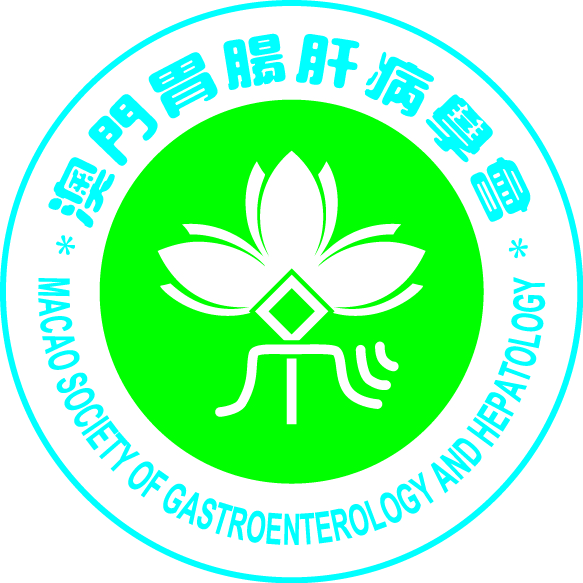 澳門胃腸肝病學會
* MACAO SOCIETY OF GASTROENTEROLOGY AND HEPATOLOGY *